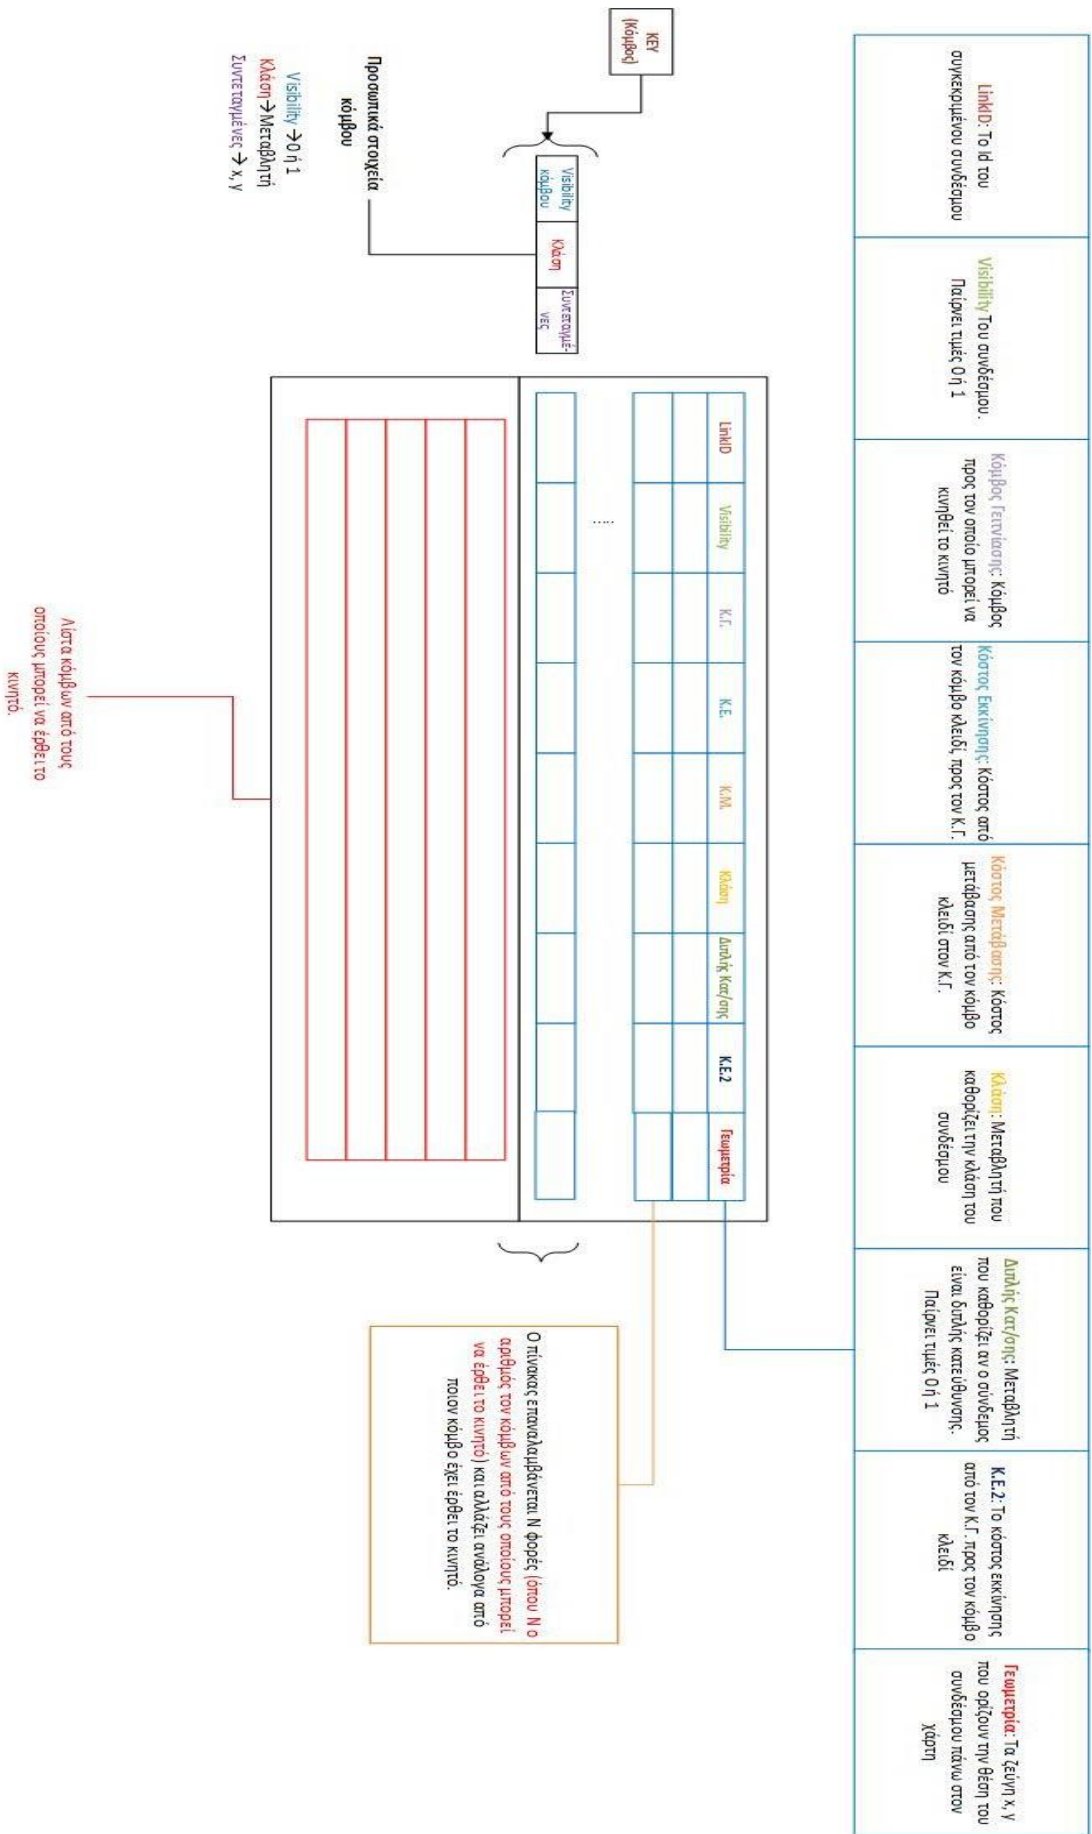 LinkID: Το Id του
συγκεκριμένου συνδέσμου
Visibility Του συνδέσμου.
Παίρνει τιμές 0 ή 1
Κόμβος Γειτνίασης: Κόμβος
προς τον οποίο μπορεί να
κινηθεί το κινητό
Κόστος Εκκίνησης: Κόστος από
τον κόμβο κλειδί, προς τον Κ.Γ.
Κόστος Μετάβασης: Κόστος
μετάβασης από τον κόμβο
κλειδί στον Κ.Γ.
Κλάση: Μεταβλητή που
καθορίζει την κλάση του
συνδέσμου
Διπλής Κατ/σης: Μεταβλητή
που καθορίζει αν ο σύνδεμος
είναι διπλής κατεύθυνσης.
Παίρνει τιμές 0 ή 1
Κ.Ε.2: Το κόστος εκκίνησης
από τον Κ.Γ. προς τον κόμβο
κλειδί
Γεωμετρία: Τα ζεύγη x, y
που ορίζουν την θέση του
συνδέσμου πάνω στον
χάρτη
KEY
(Κόμβος)
Visibility
κόμβου
Κλάση
Συντεταγμέ-
νες
LinkID
Visibility
Κ.Γ.
Κ.Ε.
Κ.Μ.
Κλάση
Διπλής Κατ/σης
Κ.Ε.2
Γεωμετρία
.....
Προσωπικά στοιχεία
κόμβου
Visibility →0 ή 1
Κλάση→Μεταβλητή
Συντεταγμένες → x, y
Ο πίνακας επαναλαμβάνεται Ν φορές (όπου Ν ο
αριθμός τον κόμβων από τους οποίους μπορεί
να έρθει το κινητό) και αλλάζει ανάλογα από
ποιον κόμβο έχει έρθει το κινητό.
Λίστα κόμβων από τους
οποίους μπορεί να έρθει το
κινητό.